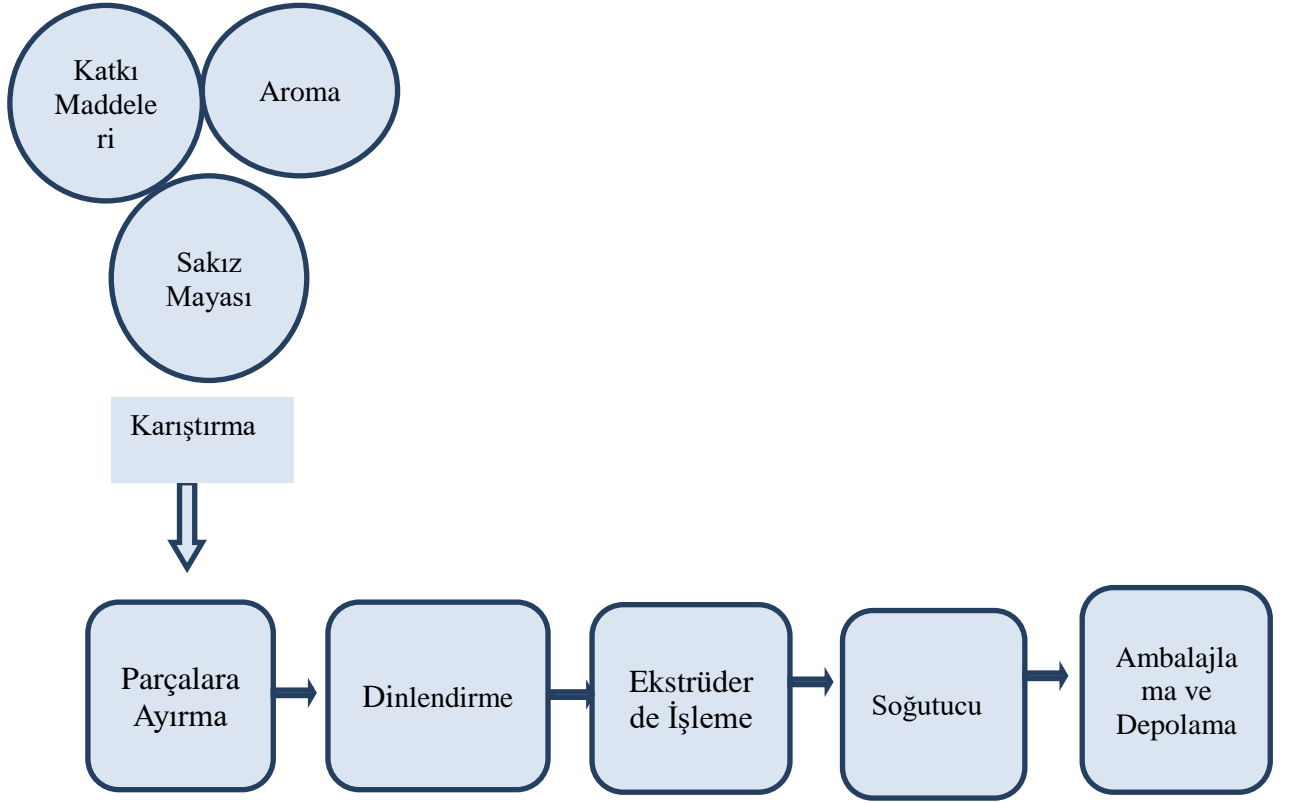 Katkı
Maddele
ri
Aroma
Sakız
Mayası
Karıştırma
Parçalara
Ayırma
Dinlendirme
Ekstrüder
de İşleme
Soğutucu
Ambalajla
ma ve
Depolama